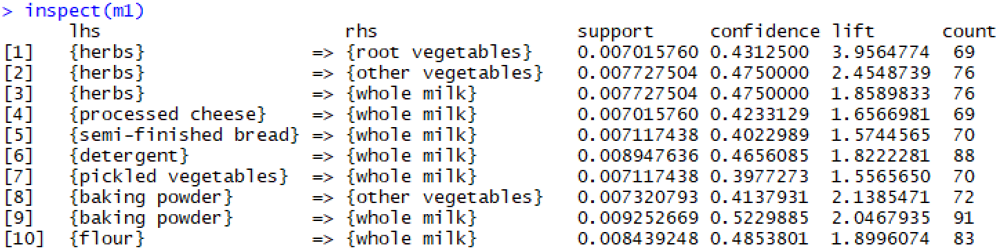 > inspect(m1)
lhs rhs support confidence lift count
[1] {herbs} => {root vegetables} 0.007015760 0.4312500 3.9564774 69
[2] {herbs} => {other vegetables} 0.007727504 0.4750000 2.4548739 76
[3] {herbs} => {whole milk} 0.007727504 0.4750000 1.8589833 76
[4] {processed cheese} => {whole milk} 0.007015760 0.4233129 1.6566981 69
[5] {semi-finished bread} => {whole milk} 0.007117438 0.4022989 1.5744565 70
[6] {detergent} => {whole milk} 0.008947636 0.4656085 1.8222281 88
[7] {pickled vegetables} => {whole milk} 0.007117438 0.3977273 1.5565650 70
[8] {baking powder} => {other vegetables} 0.007320793 0.4137931 2.1385471 72
[9] {baking powder} => {whole milk} 0.009252669 0.5229885 2.0467935 91
[10] {flour} => {whole milk} 0.008439248 0.4853801 1.8996074 83